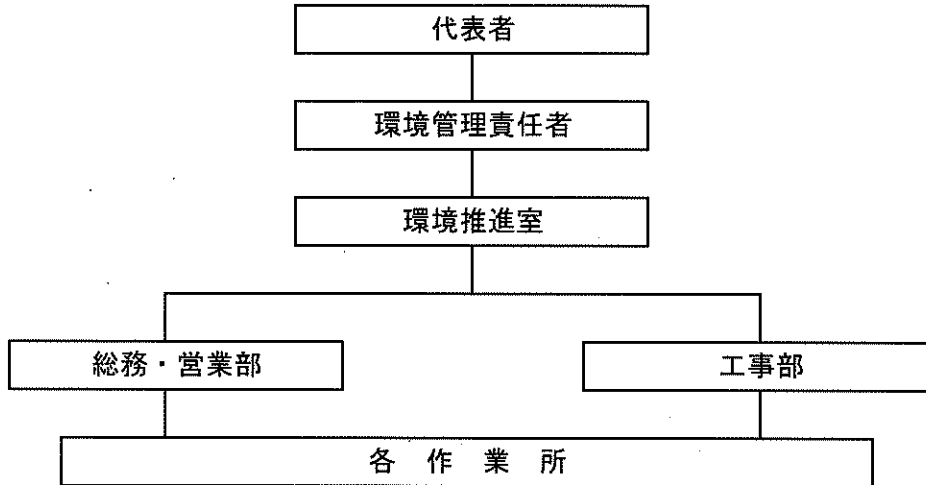 代表者
環境管理責任者
環境推進室
総務・営業部
工事部
各作業所